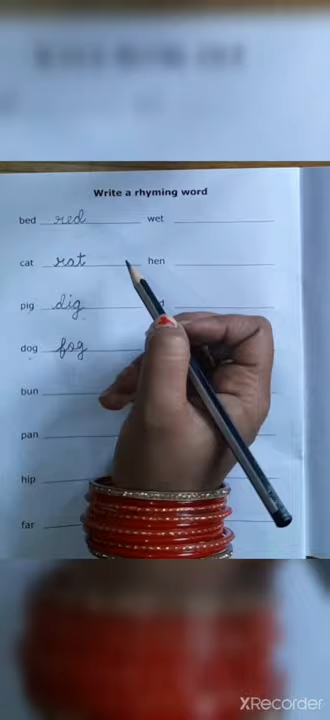 Write a rhyming word
bed red wet
cat rat hen
pig dig
dog fog
bun
pan
hip
far
XRecorder